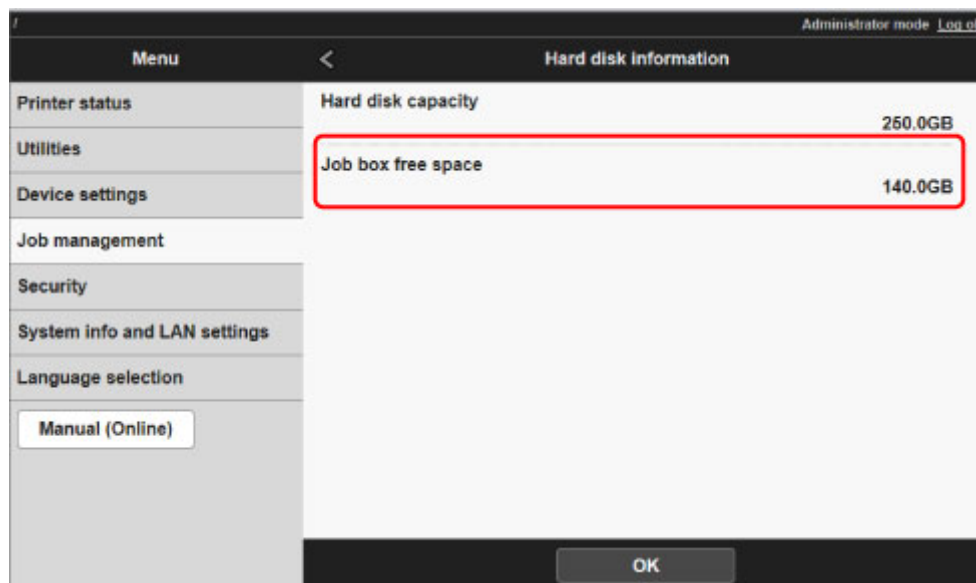 Administrator mode Log
Menu
< Hard disk information
Printer status
Utilities
Device settings
Job management
Security
System info and LAN settings
Language selection
Manual (Online)
Hard disk capacity
250.0GB
Job box free space
140.0GB
OK